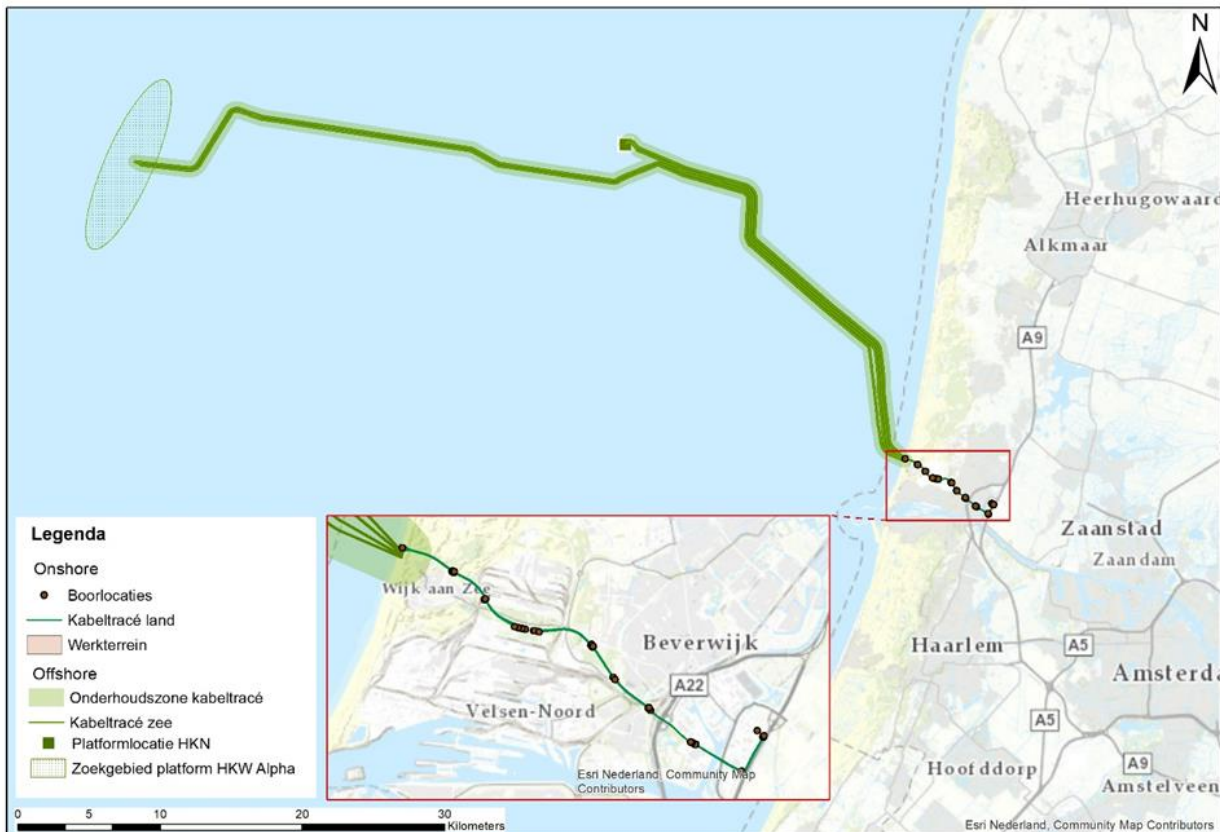 N
Heerhugowaard
Alkmaar
A9
Zaanstad
Zaandam
Haarlem
A5
Amsterda
A5
Hoofddorp
A9
Amstelveen
Legenda
Onshore
Boorlocaties
Kabeltracé land
Werkterrein
Offshore
Onderhoudszone kabeltracé
Kabeltracé zee
Platformlocatie HKN
Zoekgebied platform HKW Alpha
Wijk aan Zee
Beverwijk
A22
Velsen-Noord
Esri Nederland, Community Map
Contributors
0 5 10 20 30
Kilometers
Esri Nederland, Community Map Contributors